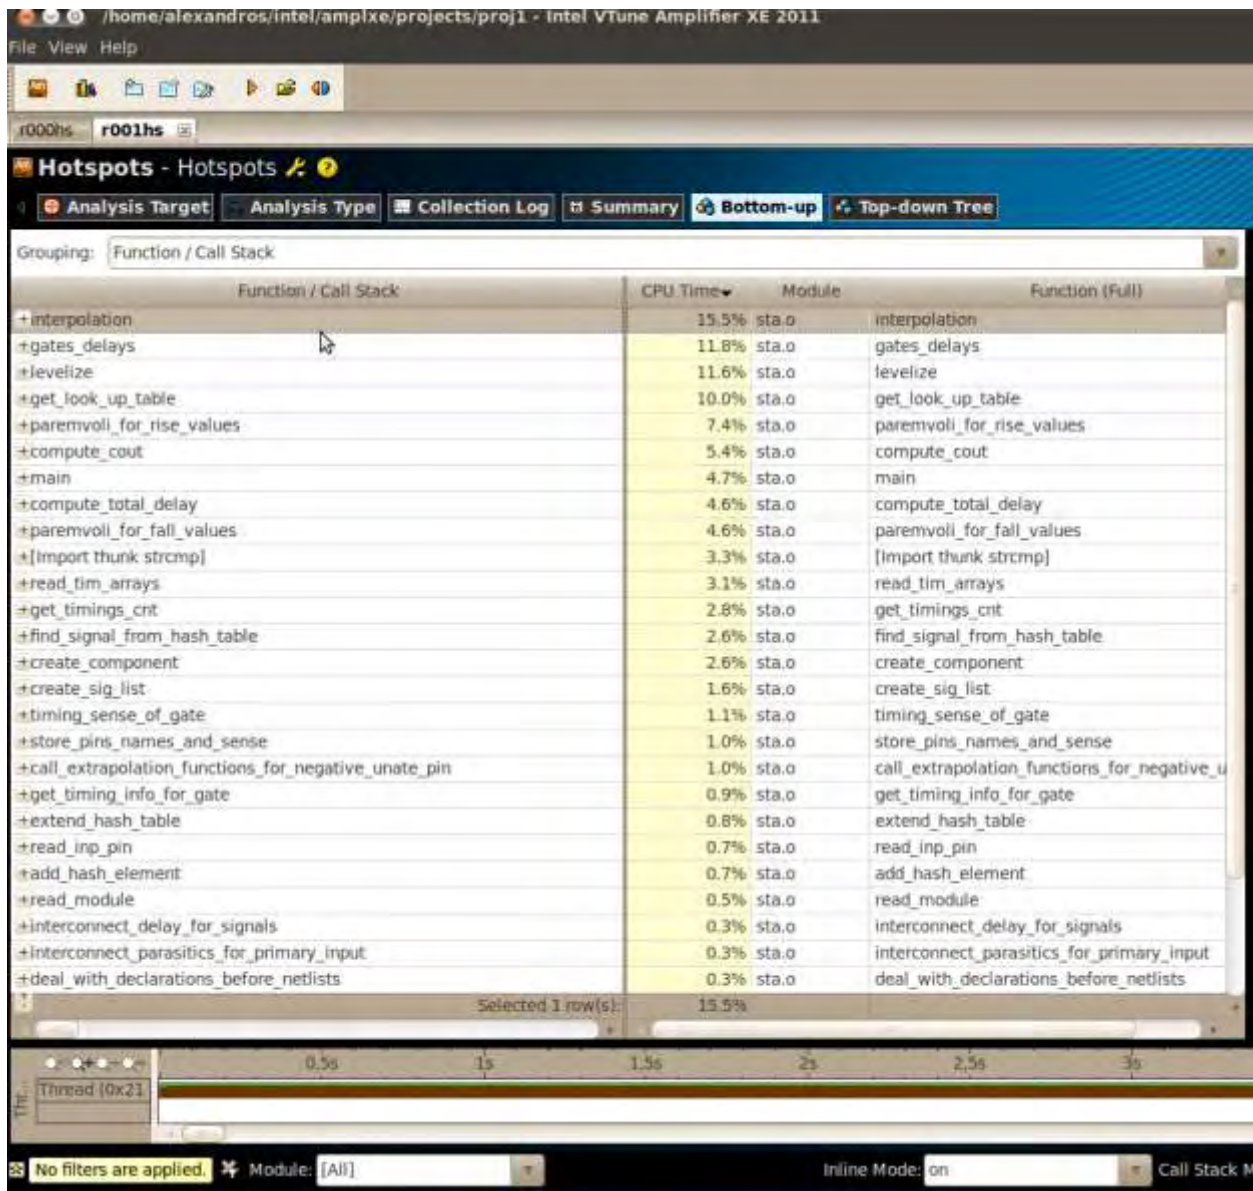 /home/alexandros/intel/amplxe/projects/proj1 - Intel VTune Amplifier XE 2011
File View Help
r000hs r001hs
Hotspots - Hotspots
Analysis Target Analysis Type Collection Log Summary Bottom-up Top-down Tree
Grouping: Function / Call Stack
Function / Call Stack CPU Time Module Function (Full)
+interpolation 15.5% sta.o interpolation
+gates_delays 11.8% sta.o gates_delays
+levelize 11.6% sta.o levelize
+get_look_up_table 10.0% sta.o get_look_up_table
+paremvoli_for_rise_values 7.4% sta.o paremvoli_for_rise_values
+compute_cout 5.4% sta.o compute_cout
+main 4.7% sta.o main
+compute_total_delay 4.6% sta.o compute_total_delay
+paremvoli_for_fall_values 4.6% sta.o paremvoli_for_fall_values
+[Import thunk strcmp] 3.3% sta.o [Import thunk strcmp]
+read_tim_arrays 3.1% sta.o read_tim_arrays
+get_timings_cnt 2.8% sta.o get_timings_cnt
+find_signal_from_hash_table 2.6% sta.o find_signal_from_hash_table
+create_component 2.6% sta.o create_component
+create_sig_list 1.6% sta.o create_sig_list
+timing_sense_of_gate 1.1% sta.o timing_sense_of_gate
+store_pins_names_and_sense 1.0% sta.o store_pins_names_and_sense
+call_extrapolation_functions_for_negative_unate_pin 1.0% sta.o call_extrapolation_functions_for_negative_u
+get_timing_info_for_gate 0.9% sta.o get_timing_info_for_gate
+extend_hash_table 0.8% sta.o extend_hash_table
+read_inp_pin 0.7% sta.o read_inp_pin
+add_hash_element 0.7% sta.o add_hash_element
+read_module 0.5% sta.o read_module
+interconnect_delay_for_signals 0.3% sta.o interconnect_delay_for_signals
+interconnect_parasitics_for_primary_input 0.3% sta.o interconnect_parasitics_for_primary_input
+deal_with_declarations_before_netlists 0.3% sta.o deal_with_declarations_before_netlists
Selected 1 row(s): 15.5%
0.5s 1s 1.5s 2s 2.5s 3s
Thr... Thread (0x21
No filters are applied. Module: [All] Inline Mode: on Call Stack M